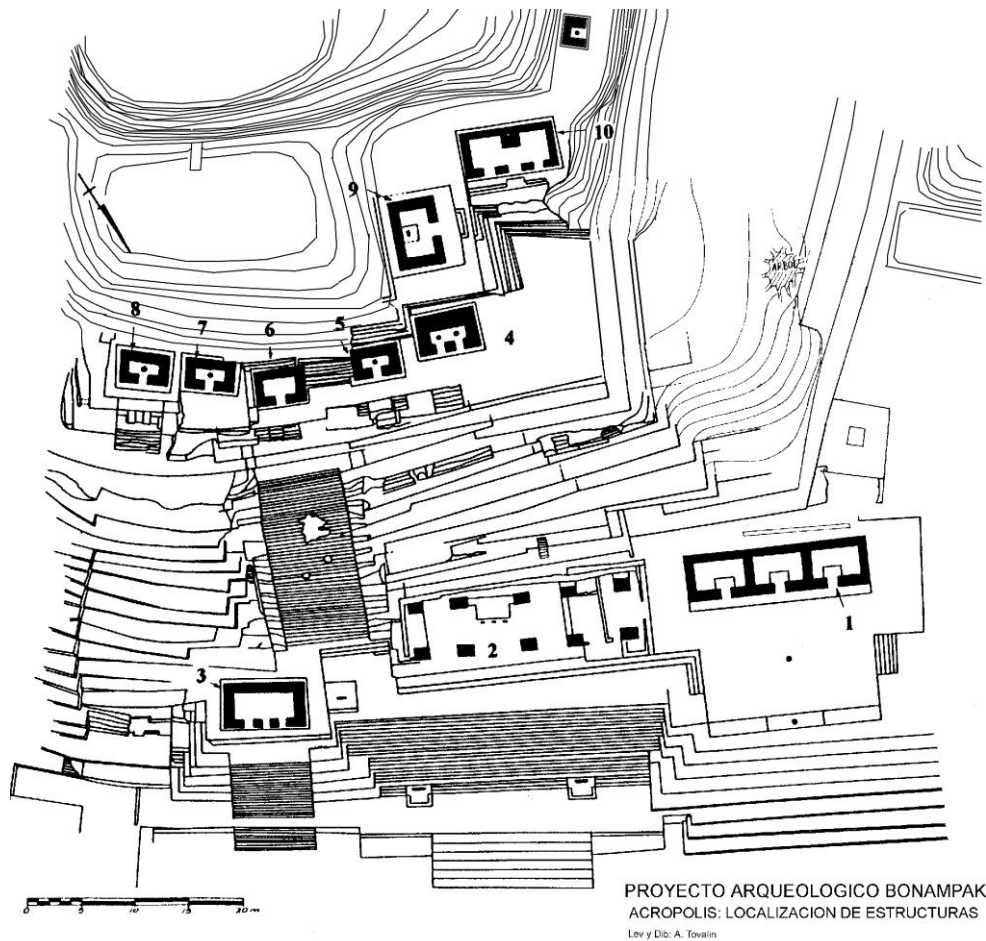 10
9
ARBOL
8
7
6
5
4
1
2
3
0 5 10 15 20 m
PROYECTO ARQUEOLOGICO BONAMPAK
ACROPOLIS: LOCALIZACION DE ESTRUCTURAS
Lev y Dib: A. Tovalin